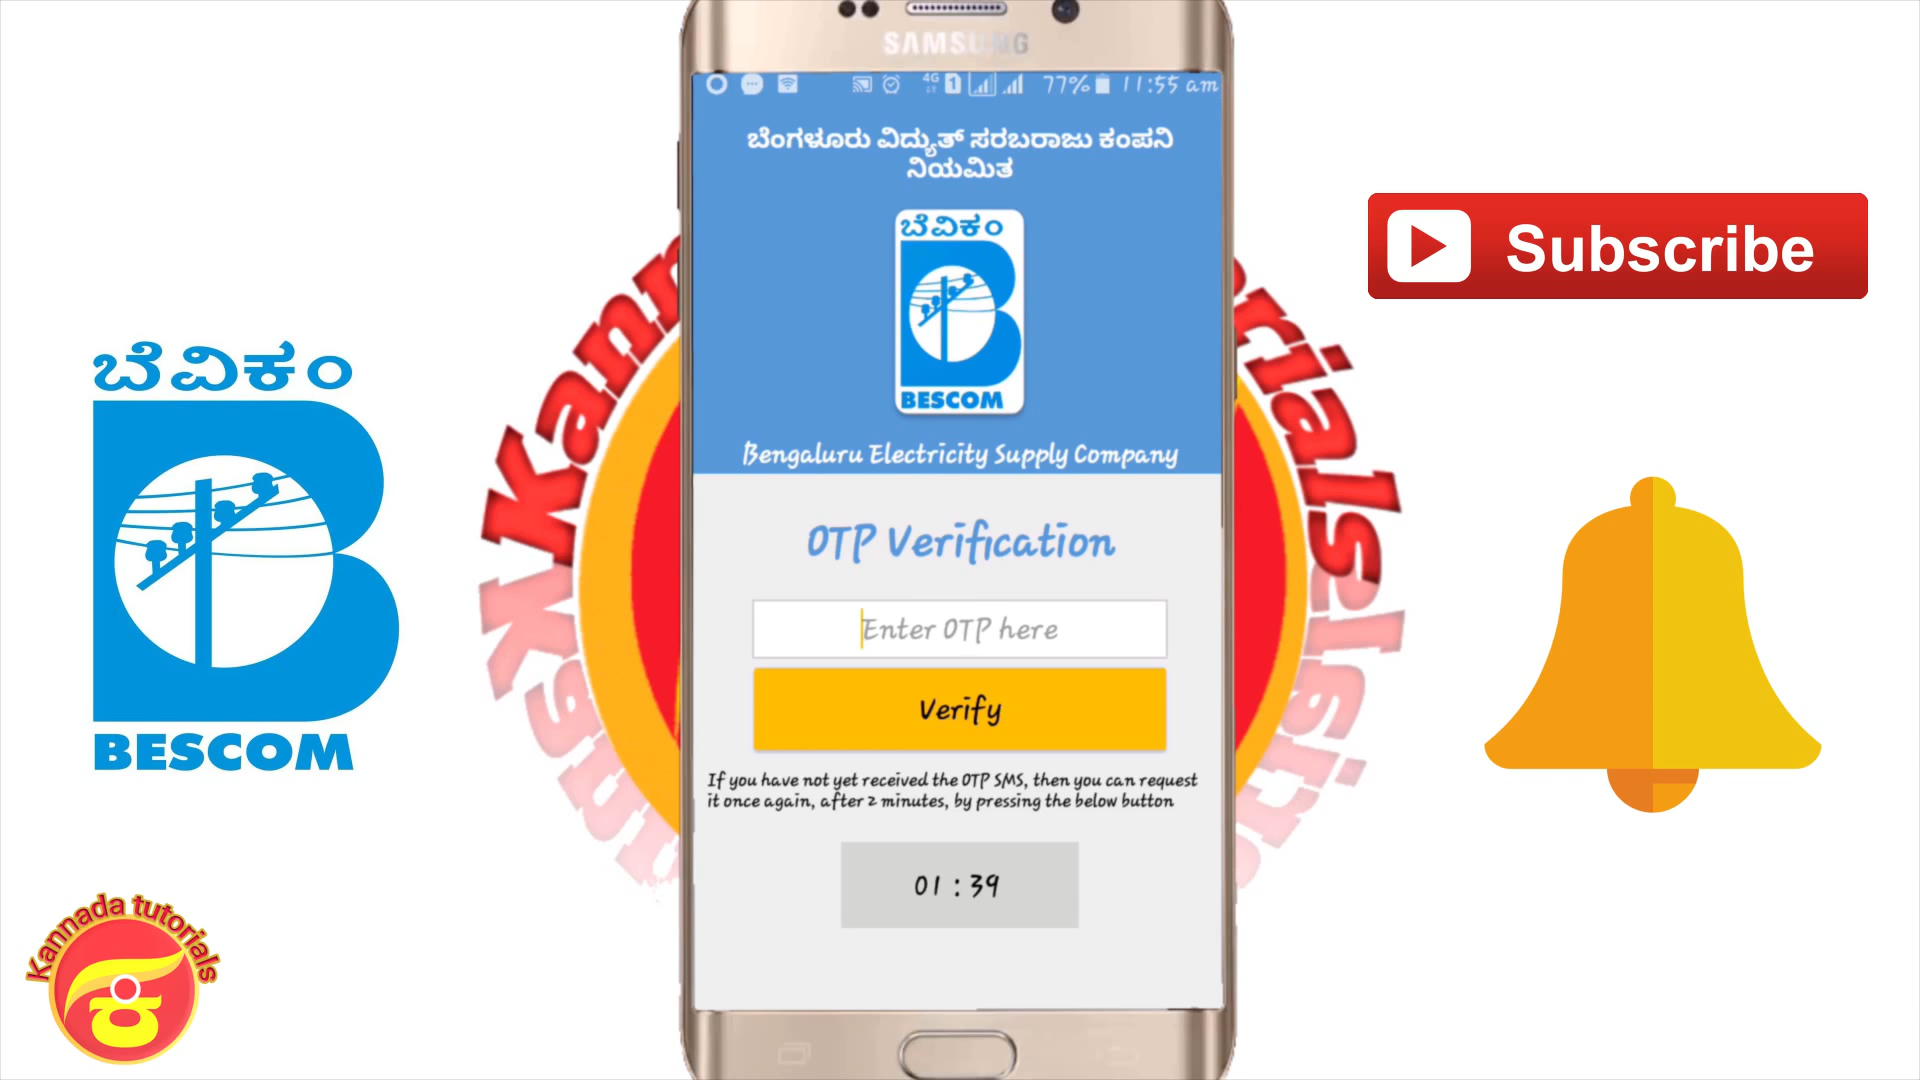 SAMSUNG
4G 1 77% 11:55 am
ಬೆಂಗಳೂರು ವಿದ್ಯುತ್ ಸರಬರಾಜು ಕಂಪನಿ
ನಿಯಮಿತ
ಬೆವಿಕಂ
BESCOM
Bengaluru Electricity Supply Company
OTP Verification
Enter OTP here
Verify
If you have not yet received the OTP SMS, then you can request
it once again, after 2 minutes, by pressing the below button
01 : 39
ಬೆವಿಕಂ
BESCOM
Subscribe
Kannada tutorials